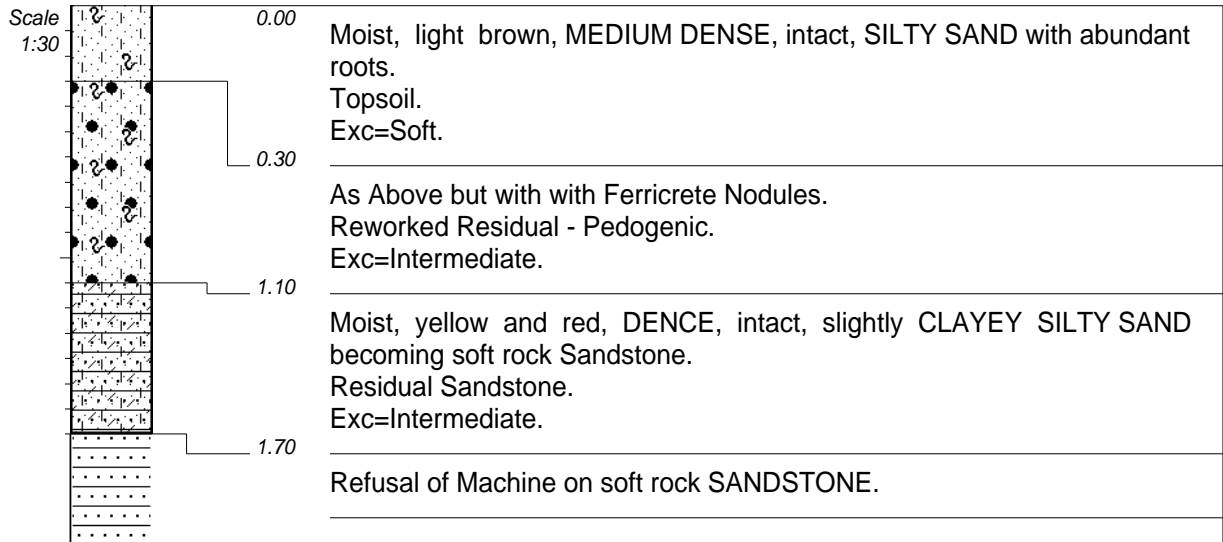 Scale
1:30
0.00
Moist, light brown, MEDIUM DENSE, intact, SILTY SAND with abundant
roots.
Topsoil.
Exc=Soft.
0.30
As Above but with with Ferricrete Nodules.
Reworked Residual - Pedogenic.
Exc=Intermediate.
1.10
Moist, yellow and red, DENCE, intact, slightly CLAYEY SILTY SAND
becoming soft rock Sandstone.
Residual Sandstone.
Exc=Intermediate.
1.70
Refusal of Machine on soft rock SANDSTONE.